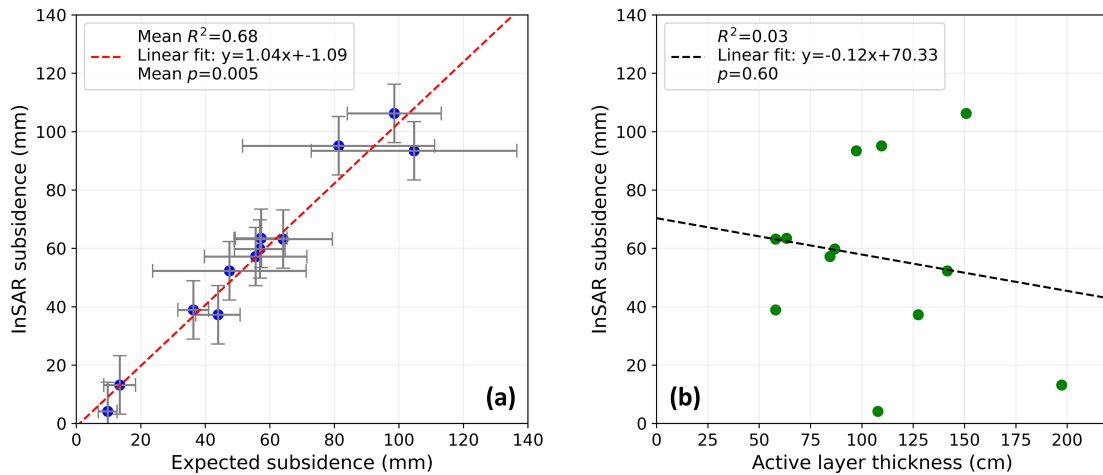 Mean R²=0.68
Linear fit: y=1.04x+-1.09
Mean p=0.005
140
120
100
80
60
40
20
0
InSAR subsidence (mm)
(a)
0 20 40 60 80 100 120 140
Expected subsidence (mm)
R²=0.03
Linear fit: y=-0.12x+70.33
p=0.60
140
120
100
80
60
40
20
0
InSAR subsidence (mm)
(b)
0 25 50 75 100 125 150 175 200
Active layer thickness (cm)